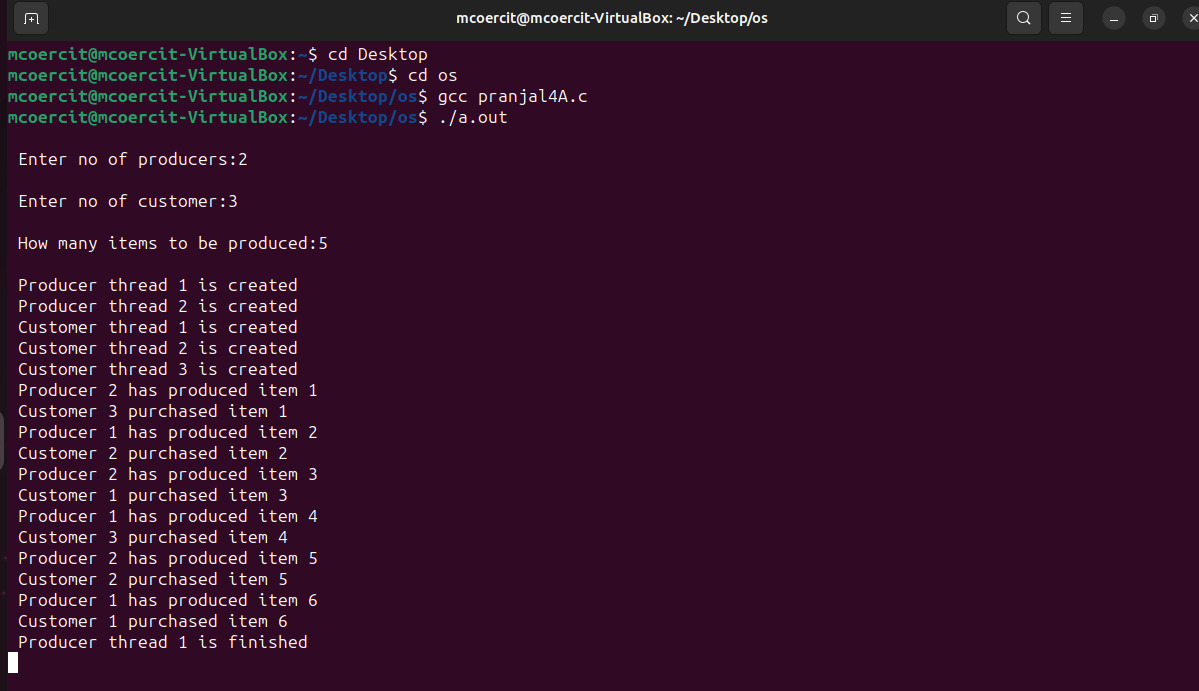 mcoercit@mcoercit-VirtualBox: ~/Desktop/os
mcoercit@mcoercit-VirtualBox:~$ cd Desktop
mcoercit@mcoercit-VirtualBox:~/Desktop$ cd os
mcoercit@mcoercit-VirtualBox:~/Desktop/os$ gcc pranjal4A.c
mcoercit@mcoercit-VirtualBox:~/Desktop/os$ ./a.out
Enter no of producers:2
Enter no of customer:3
How many items to be produced:5
Producer thread 1 is created
Producer thread 2 is created
Customer thread 1 is created
Customer thread 2 is created
Customer thread 3 is created
Producer 2 has produced item 1
Customer 3 purchased item 1
Producer 1 has produced item 2
Customer 2 purchased item 2
Producer 2 has produced item 3
Customer 1 purchased item 3
Producer 1 has produced item 4
Customer 3 purchased item 4
Producer 2 has produced item 5
Customer 2 purchased item 5
Producer 1 has produced item 6
Customer 1 purchased item 6
Producer thread 1 is finished